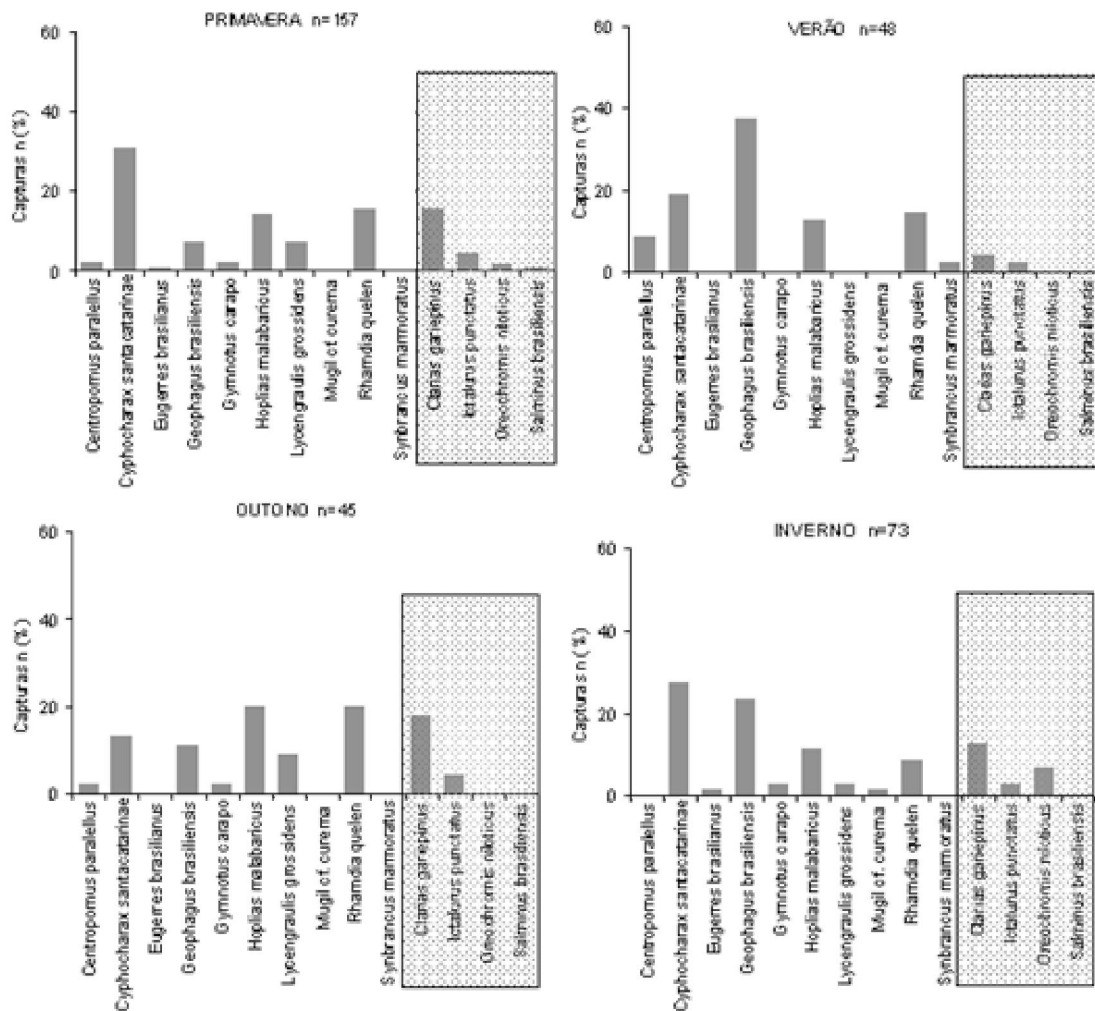 PRIMAVERA n=157
60
40
20
0
Capturas n (%)
Centropomus paralellus
Cyphocharax santacatarinae
Eugerres brasilianus
Geophagus brasiliensis
Gymnotus carapo
Hoplias malabaricus
Lycengraulis grossidens
Mugil cf. curema
Rhamdia quelen
Synbrancus marmoratus
Clarias gariepinus
Ictalurus punctatus
Oreochromis niloticus
Salminus brasiliensis
VERÃO n=48
60
40
20
0
Capturas n (%)
Centropomus paralellus
Cyphocharax santacatarinae
Eugerres brasilianus
Geophagus brasiliensis
Gymnotus carapo
Hoplias malabaricus
Lycengraulis grossidens
Mugil cf. curema
Rhamdia quelen
Synbrancus marmoratus
gariepinus
Ictalurus punctatus
Oreochromis niloticus
Salminus brasiliensis
OUTONO n=45
60
40
20
0
Capturas n (%)
Centropomus paralellus
Cyphocharax santacatarinae
Eugerres brasilianus
Geophagus brasiliensis
Gymnotus carapo
Hoplias malabaricus
Lycengraulis grossidens
Mugil cf. curema
Rhamdia quelen
Synbrancus marmoratus
Clarias gariepinus
Ictalurus punctatus
Oreochromis niloticus
Salminus brasiliensis
INVERNO n=73
60
40
20
0
Capturas n (%)
Centropomus paralellus
Cyphocharax santacatarinae
Eugerres brasilianus
Geophagus brasiliensis
Gymnotus carapo
Hoplias malabaricus
Lycengraulis grossidens
Mugil cf. curema
Rhamdia quelen
Synbrancus marmoratus
Clarias gariepinus
Ictalurus punctatus
Oreochromis niloticus
Salminus brasiliensis